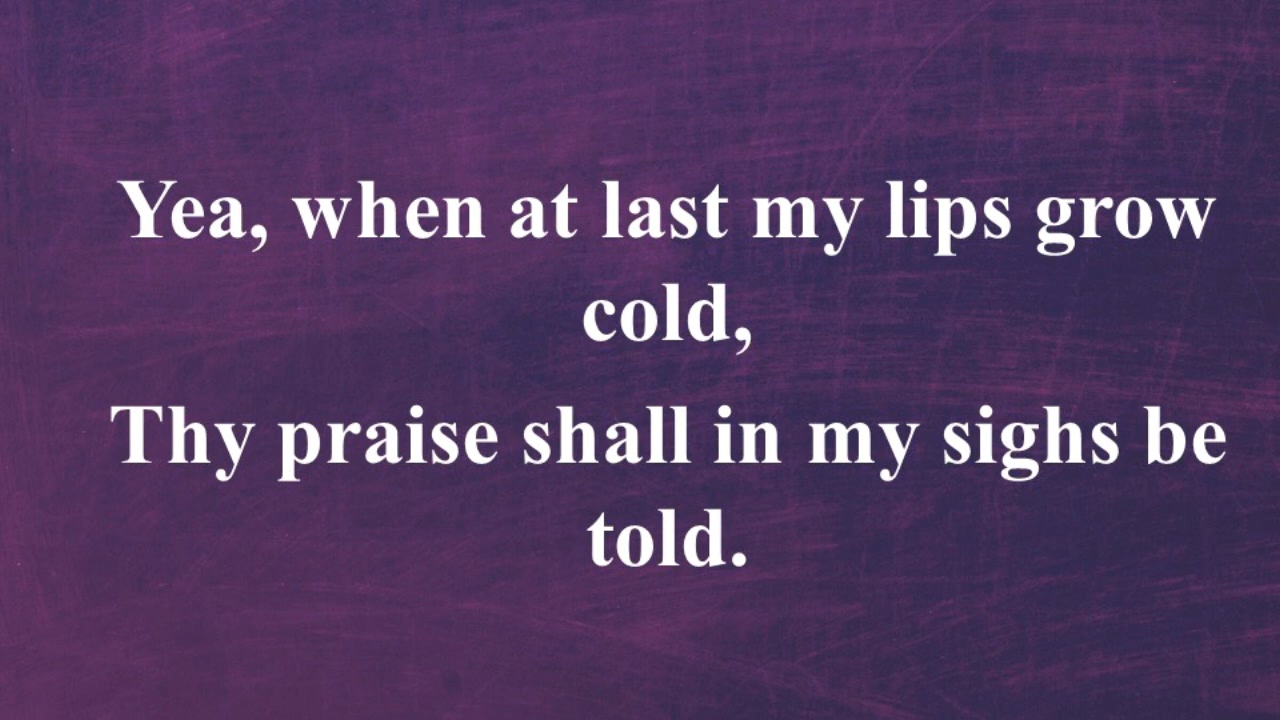 Yea, when at last my lips grow
cold,
Thy praise shall in my sighs be
told.